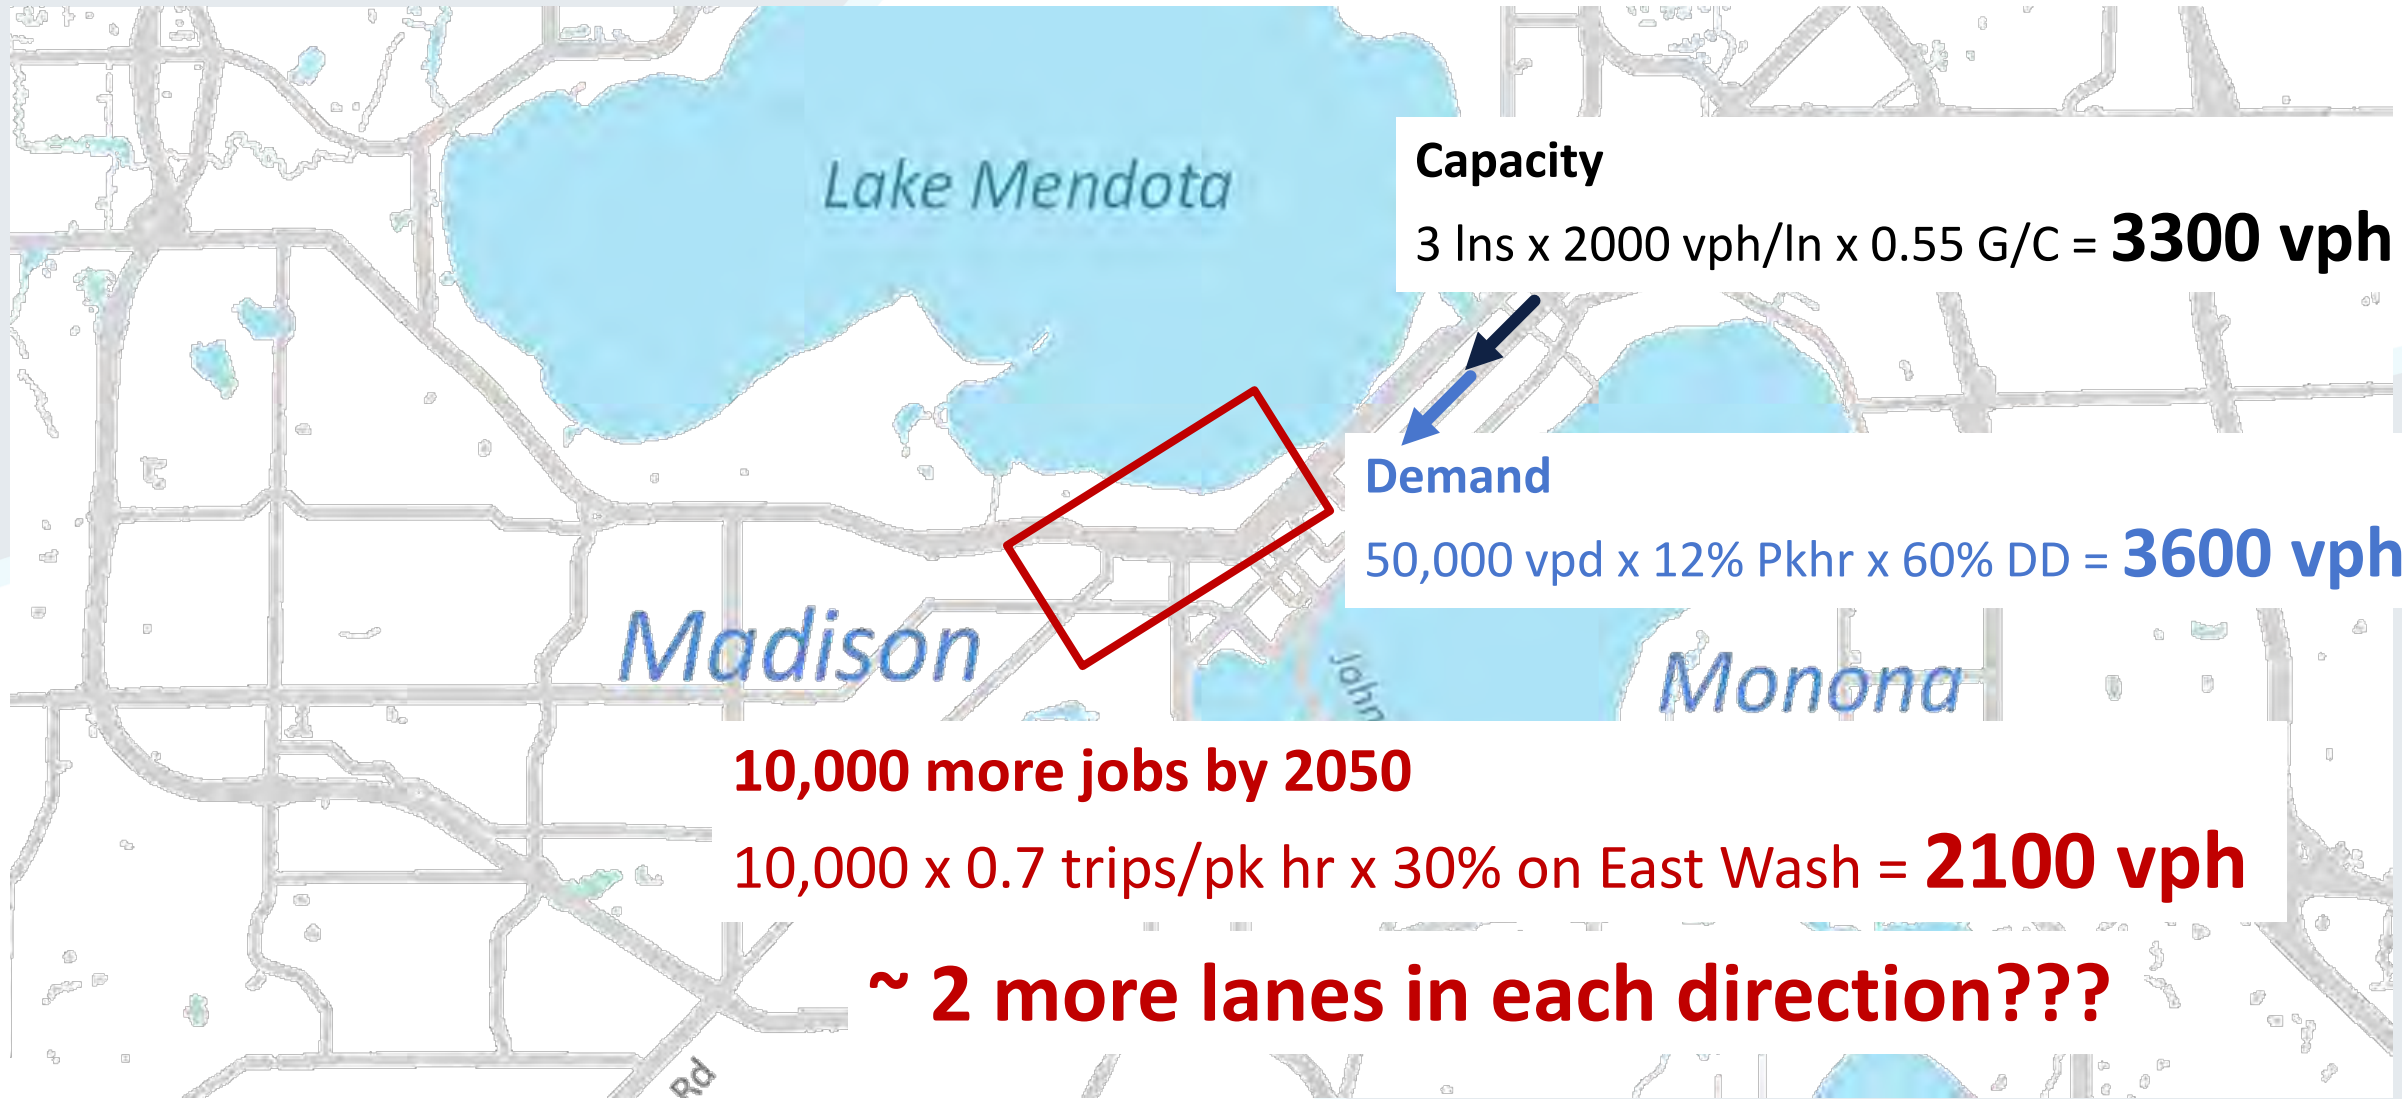 Lake Mendota
Capacity
3 lns x 2000 vph/ln x 0.55 G/C = 3300 vph
Demand
50,000 vpd x 12% Pkhr x 60% DD = 3600 vph
Madison
Monona
John
10,000 more jobs by 2050
10,000 x 0.7 trips/pk hr x 30% on East Wash = 2100 vph
~ 2 more lanes in each direction???
Rd